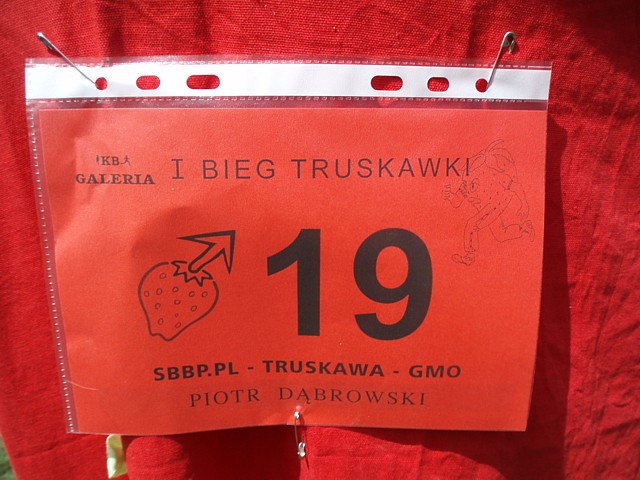 KB
GALERIA
I BIEG TRUSKAWKI
19
SBBP.PL - TRUSKAWA - GMO
PIOTR DĄBROWSKI